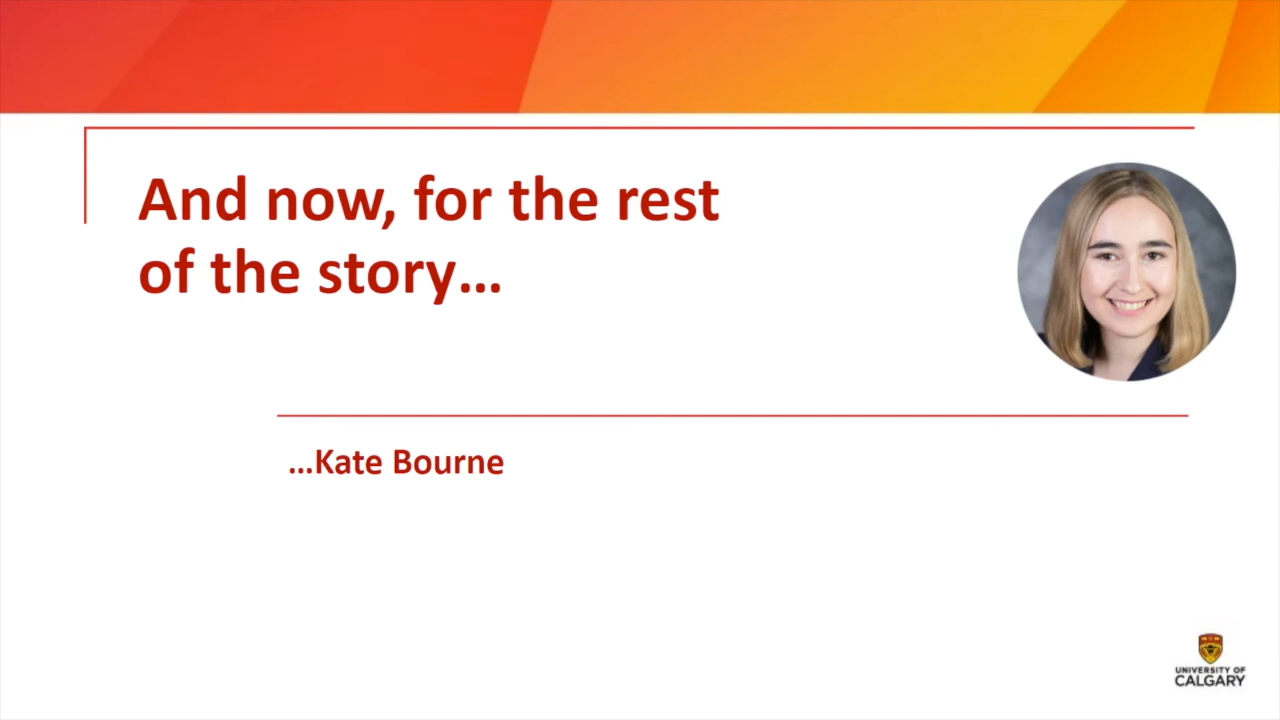 And now, for the rest
of the story…
…Kate Bourne
UNIVERSITY OF
CALGARY